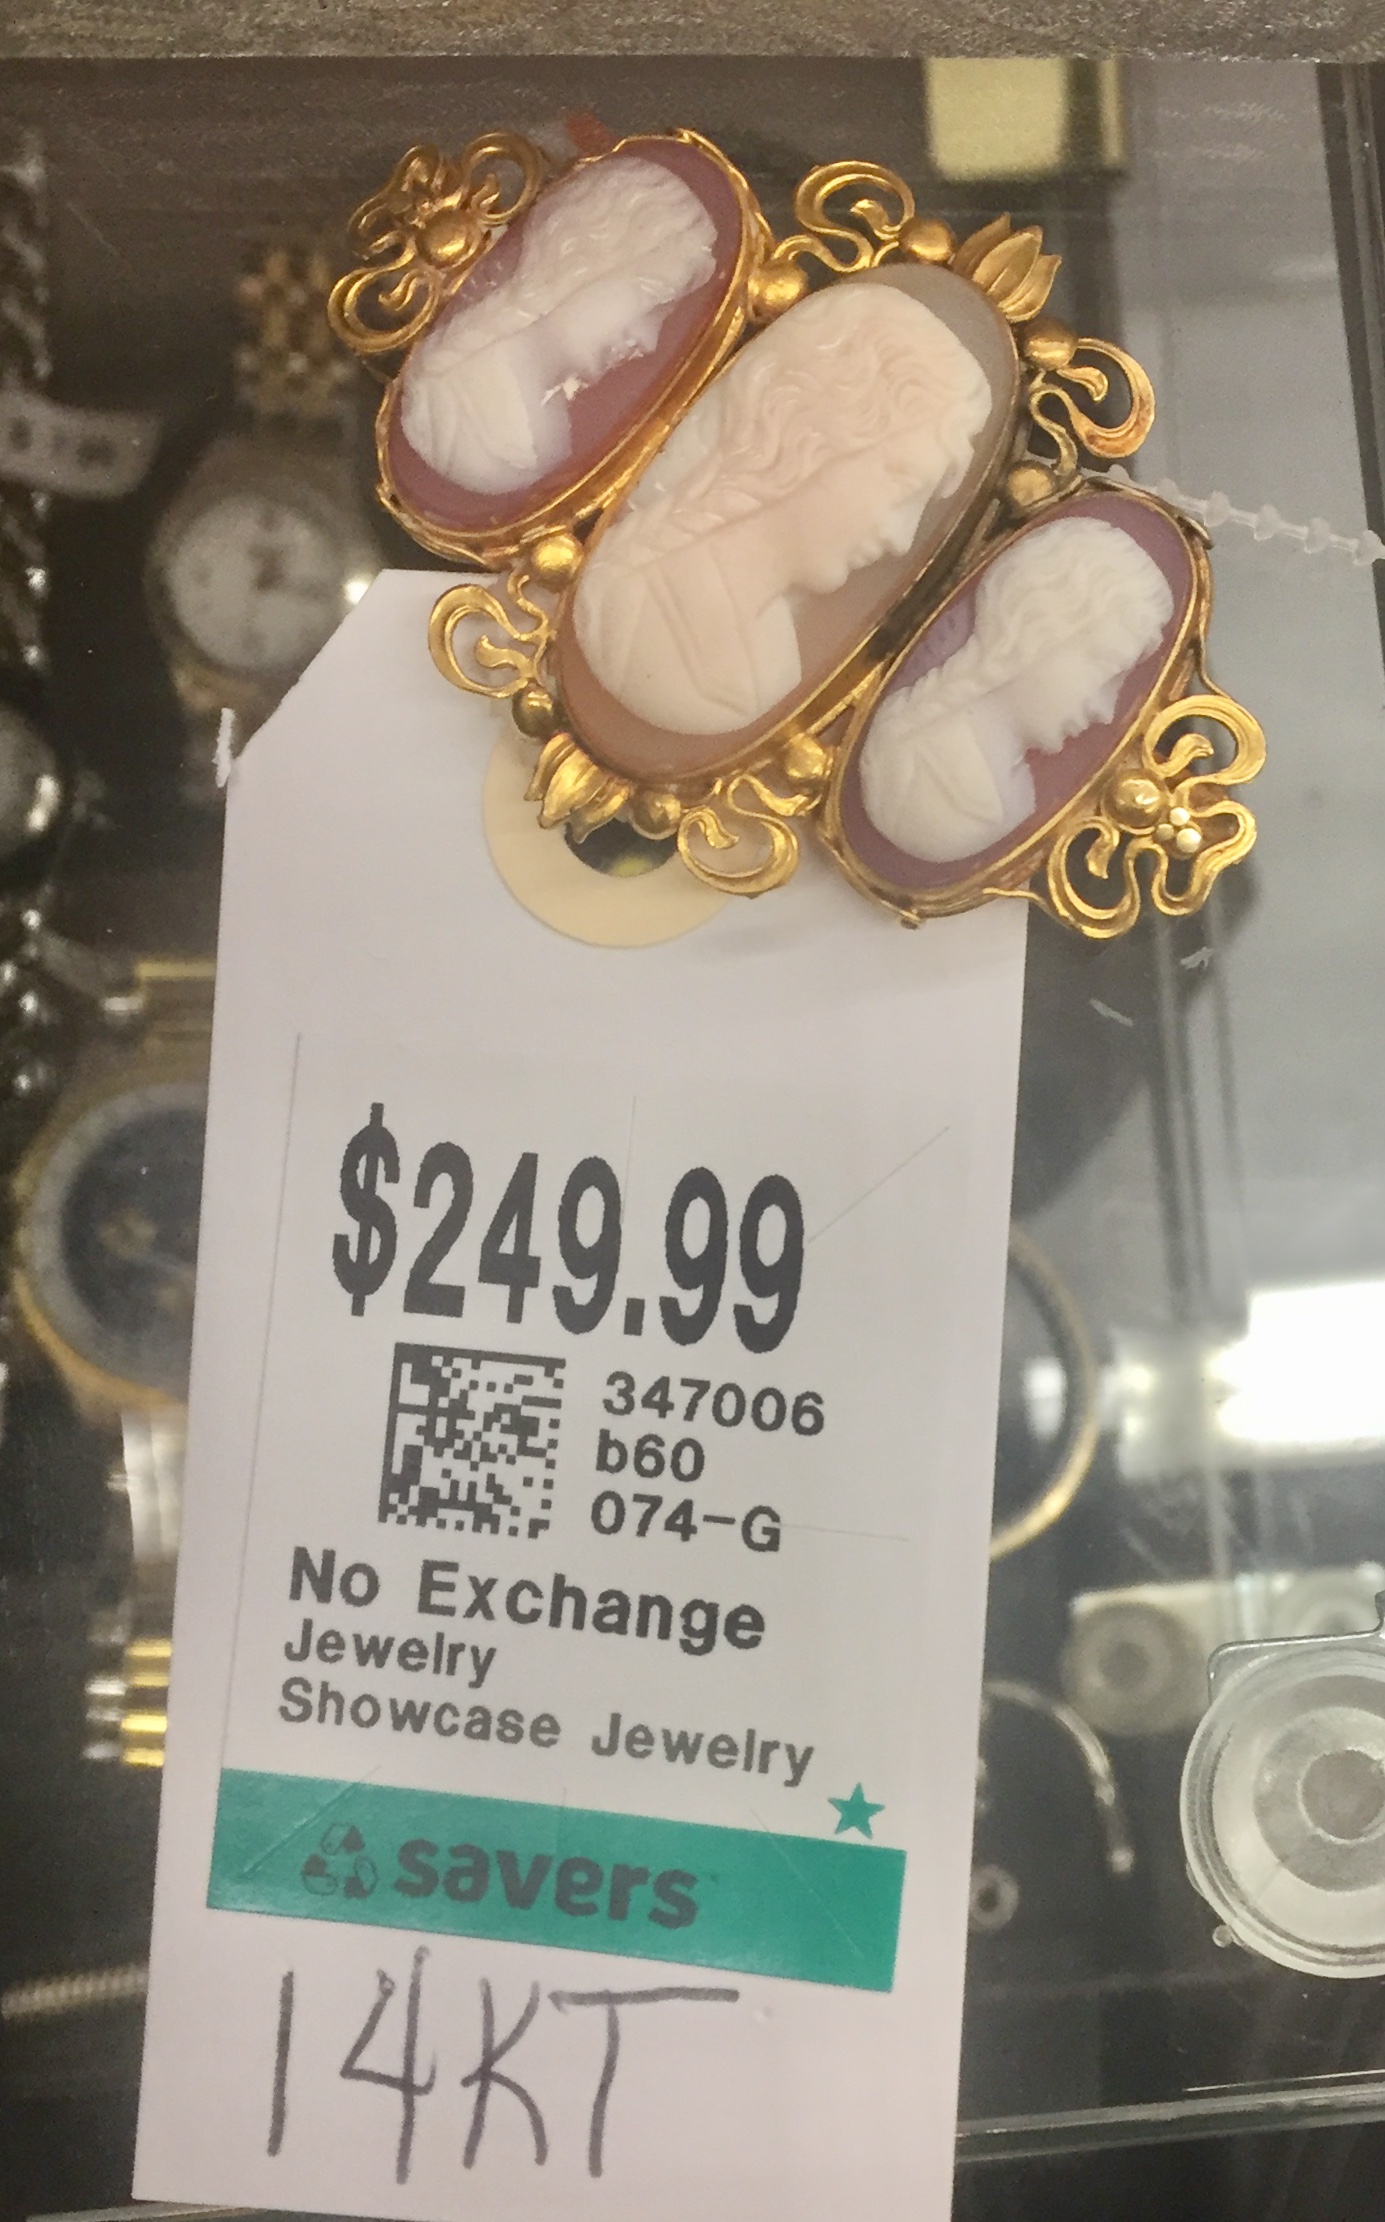 $249.99
347006
b60
074-G
No Exchange
Jewelry
Showcase Jewelry
savers
14KT